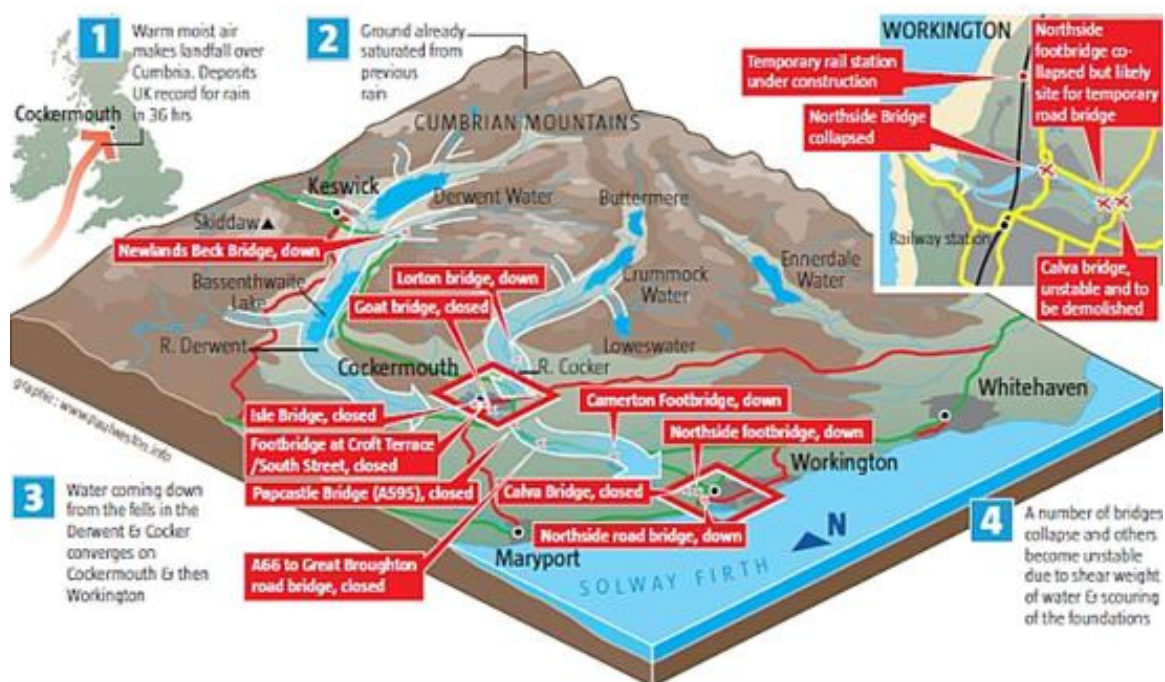 1
Warm moist air
makes landfall over
Cumbria. Deposits
UK record for rain
in 36 hrs
Cockermouth
2
Ground already
saturated from
previous
rain
CUMBRIAN MOUNTAINS
Keswick
Derwent Water
Buttermere
Skiddaw
Newlands Beck Bridge, down
Bassenthwaite
Lake
Lorton bridge, down
Goat bridge, closed
Crummock
Water
Ennerdale
Water
R. Derwent
Loweswater
Cockermouth
R. Cocker
Whitehaven
Isle Bridge, closed
Camerton Footbridge, down
Footbridge at Croft Terrace
/South Street, closed
Northside footbridge, down
Workington
Papcastle Bridge (A595), closed
Calva Bridge, closed
Northside road bridge, down
A66 to Great Broughton
road bridge, closed
Maryport
N
SOLWAY FIRTH
graphic: www.paulweston.info
3
Water coming down
from the fells in the
Derwent & Cocker
converges on
Cockermouth & then
Workington
4
A number of bridges
collapse and others
become unstable
due to shear weight
of water & scouring
of the foundations
WORKINGTON
Temporary rail station
under construction
Northside Bridge
collapsed
Northside
footbridge co-
llapsed but likely
site for temporary
road bridge
Railway station
Calva bridge,
unstable and to
be demolished